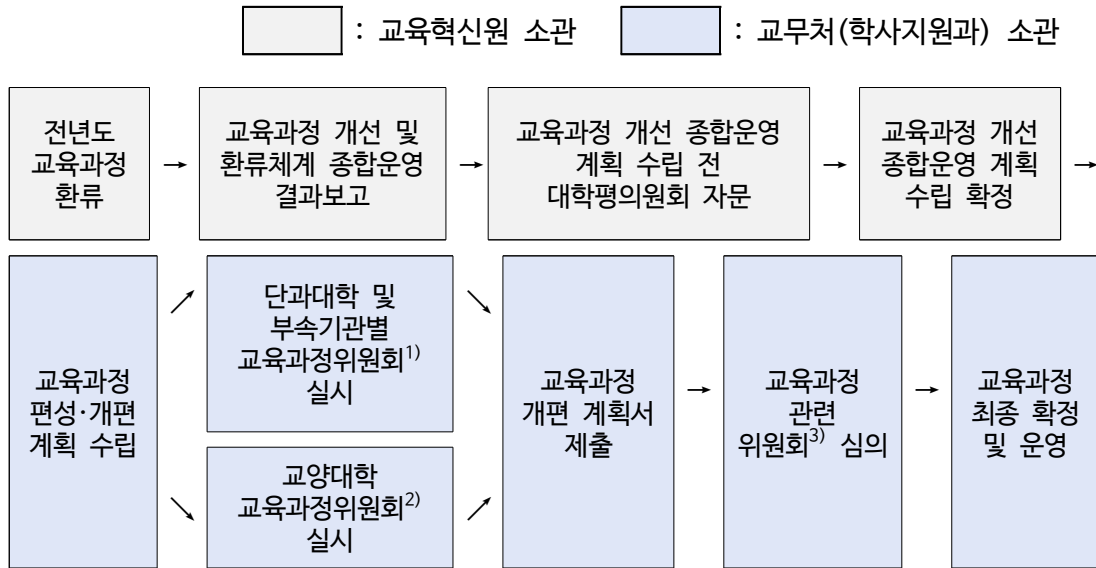 : 교육혁신원 소관
: 교무처(학사지원과) 소관
전년도
교육과정
환류
→
교육과정 개선 및
환류체계 종합운영
결과보고
→
교육과정 개선 종합운영
계획 수립 전
대학평의원회 자문
→
교육과정 개선
종합운영 계획
수립 확정
→
교육과정
편성·개편
계획 수립
↗
↘
단과대학 및
부속기관별
교육과정위원회1)
실시
교양대학
교육과정위원회2)
실시
↘
↗
교육과정
개편 계획서
제출
→
교육과정
관련
위원회3) 심의
→
교육과정
최종 확정
및 운영